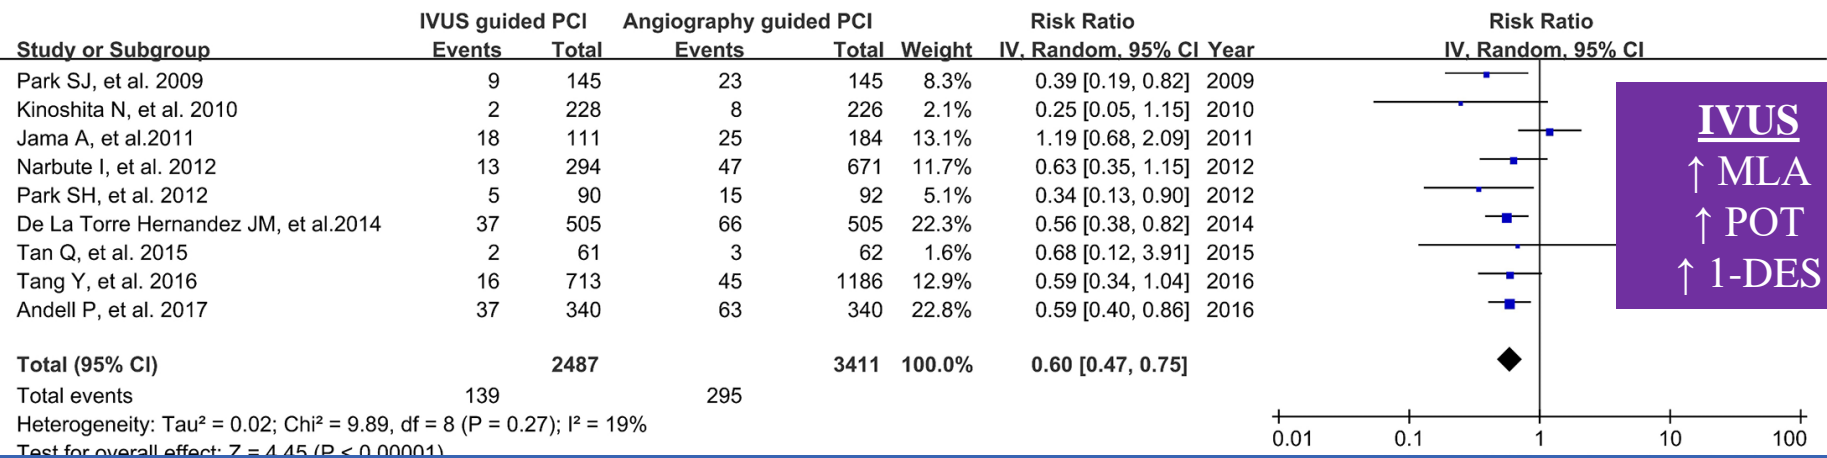 IVUS guided PCI Angiography guided PCI Risk Ratio Risk Ratio
Study or Subgroup Events Total Events Total Weight IV, Random, 95% CI Year IV, Random, 95% CI
Park SJ, et al. 2009 9 145 23 145 8.3% 0.39 [0.19, 0.82] 2009
Kinoshita N, et al. 2010 2 228 8 226 2.1% 0.25 [0.05, 1.15] 2010
Jama A, et al.2011 18 111 25 184 13.1% 1.19 [0.68, 2.09] 2011
Narbute I, et al. 2012 13 294 47 671 11.7% 0.63 [0.35, 1.15] 2012
Park SH, et al. 2012 5 90 15 92 5.1% 0.34 [0.13, 0.90] 2012
De La Torre Hernandez JM, et al.2014 37 505 66 505 22.3% 0.56 [0.38, 0.82] 2014
Tan Q, et al. 2015 2 61 3 62 1.6% 0.68 [0.12, 3.91] 2015
Tang Y, et al. 2016 16 713 45 1186 12.9% 0.59 [0.34, 1.04] 2016
Andell P, et al. 2017 37 340 63 340 22.8% 0.59 [0.40, 0.86] 2016
Total (95% CI) 2487 3411 100.0% 0.60 [0.47, 0.75]
Total events 139 295
Heterogeneity: Tau² = 0.02; Chi² = 9.89, df = 8 (P = 0.27); I² = 19%
Test for overall effect: Z = 4.45 (P < 0.00001)
0.01 0.1 1 10 100
IVUS
↑ MLA
↑ POT
↑ 1-DES